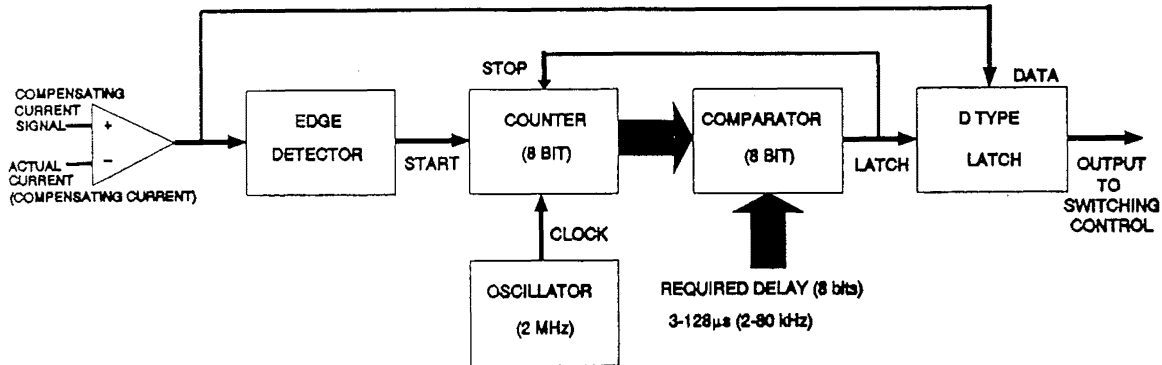 COMPENSATING
CURRENT
SIGNAL
+
ACTUAL
CURRENT
(COMPENSATING CURRENT)
−
EDGE
DETECTOR
START
STOP
COUNTER
(8 BIT)
CLOCK
OSCILLATOR
(2 MHz)
COMPARATOR
(8 BIT)
REQUIRED DELAY (8 bits)
3-128µs (2-80 kHz)
LATCH
DATA
D TYPE
LATCH
OUTPUT
TO
SWITCHING
CONTROL